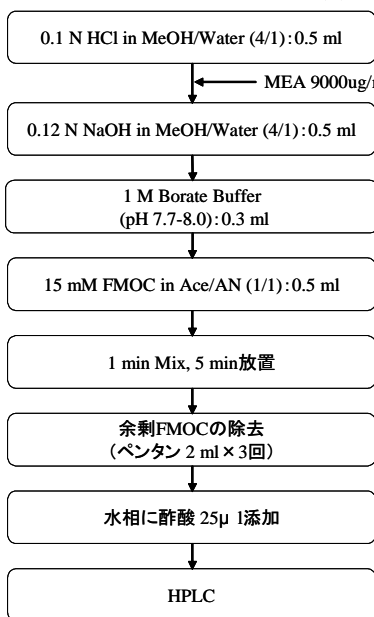 0.1 N HCl in MeOH/Water (4/1):0.5 ml
MEA 9000ug/
0.12 N NaOH in MeOH/Water (4/1):0.5 ml
1 M Borate Buffer
(pH 7.7-8.0):0.3 ml
15 mM FMOC in Ace/AN (1/1):0.5 ml
1 min Mix, 5 min放置
余剰FMOCの除去
(ペンタン 2 ml×3回)
水相に酢酸 25μ l添加
HPLC